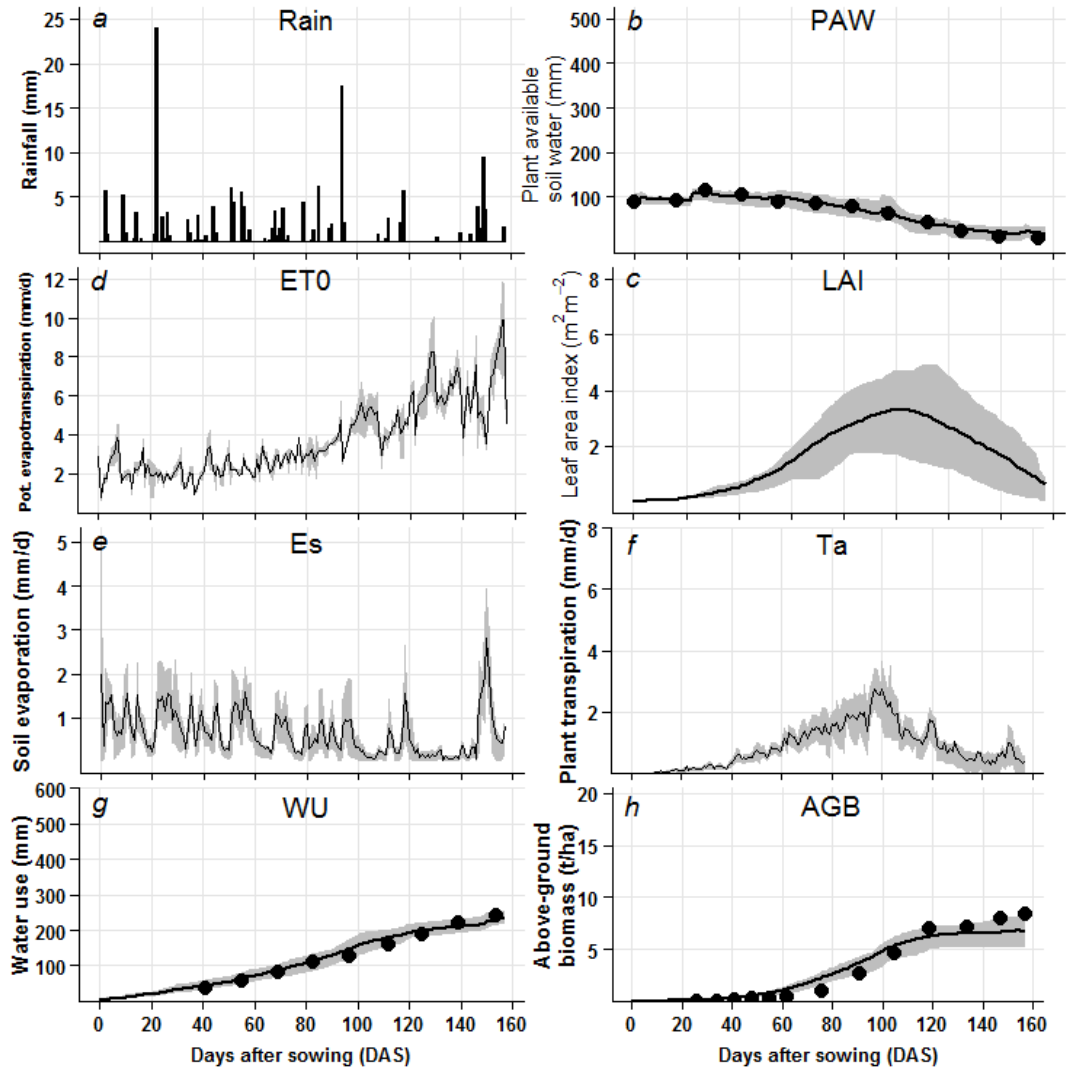 a Rain
25
20
15
10
5
Rainfall (mm)
b PAW
500
400
300
200
100
Plant available
soil water (mm)
d ET0
12
10
8
6
4
2
Pot. evapotranspiration (mm/d)
c LAI
8
6
4
2
Leaf area index (m² m⁻²)
e Es
5
4
3
2
1
Soil evaporation (mm/d)
f Ta
8
6
4
2
Plant transpiration (mm/d)
g WU
600
500
400
300
200
100
Water use (mm)
0 20 40 60 80 100 120 140 160
Days after sowing (DAS)
h AGB
20
15
10
5
Above-ground
biomass (t/ha)
0 20 40 60 80 100 120 140 160
Days after sowing (DAS)